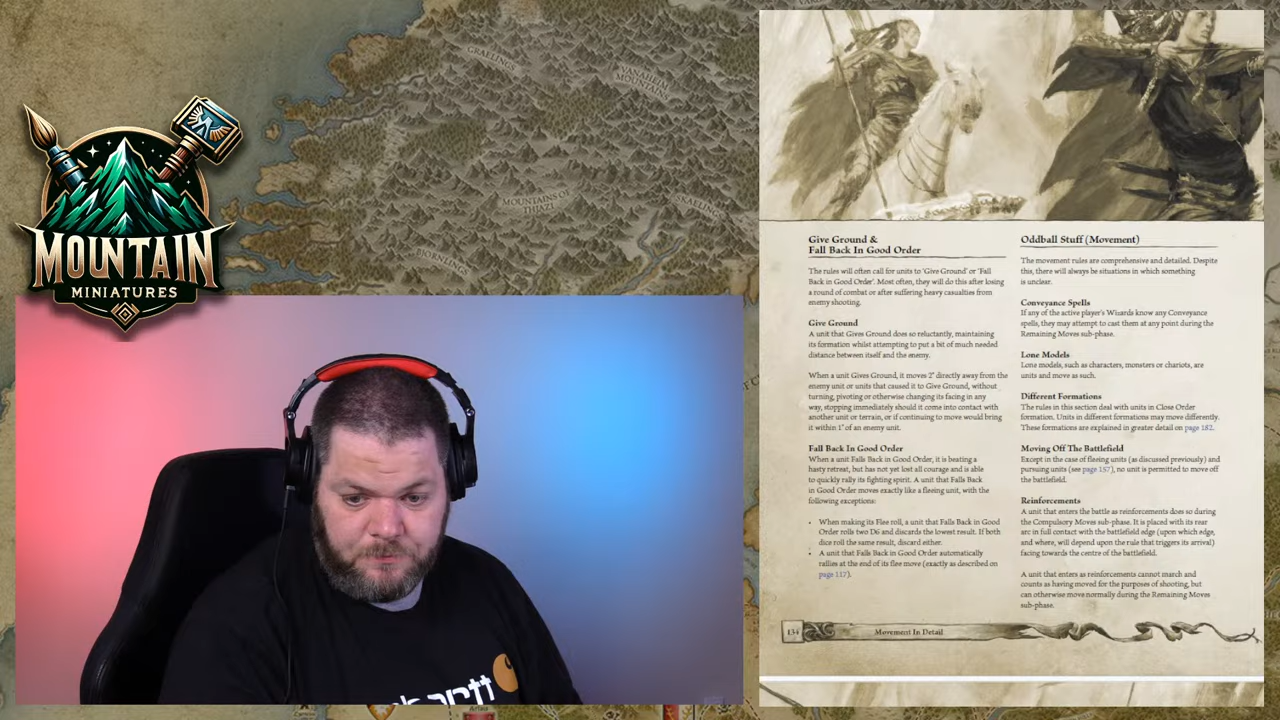 GRAELINGS
VANAHEIM
MOUNTAINS
MOUNTAINS OF
THJAZI
MOUNTAIN
MINIATURES
Give Ground &
Fall Back In Good Order
The rules will often call for units to 'Give Ground' or 'Fall
Back in Good Order'. Most often, they will do this after losing
a round of combat or after suffering heavy casualties from
enemy shooting.
Give Ground
A unit that Gives Ground does so reluctantly, maintaining
its formation whilst attempting to put a bit of much needed
distance between itself and the enemy.
When a unit Gives Ground, it moves 2" directly away from the
enemy unit or units that caused it to Give Ground, without
turning, pivoting or otherwise changing its facing in any
way, stopping immediately should it come into contact with
another unit or terrain, or if continuing to move would bring
it within 1" of an enemy unit.
Fall Back In Good Order
When a unit Falls Back in Good Order, it is beating a
hasty retreat, but has not yet lost all courage and is able
to quickly rally its fighting spirit. A unit that Falls Back
in Good Order moves exactly like a fleeing unit, with the
following exceptions:
• When making its Flee roll, a unit that Falls Back in Good
Order rolls two D6 and discards the lowest result. If both
dice roll the same result, discard either.
• A unit that Falls Back in Good Order automatically
rallies at the end of its flee move (exactly as described on
page 117).
Oddball Stuff (Movement)
The movement rules are comprehensive and detailed. Despite
this, there will always be situations in which something
is unclear.
Conveyance Spells
If any of the active player's Wizards know any Conveyance
spells, they may attempt to cast them at any point during the
Remaining Moves sub-phase.
Lone Models
Lone models, such as characters, monsters or chariots, are
units and move as such.
Different Formations
The rules in this section deal with units in Close Order
formation. Units in different formations may move differently.
These formations are explained in greater detail on page 182.
Moving Off The Battlefield
Except in the case of fleeing units (as discussed previously) and
pursuing units (see page 157), no unit is permitted to move off
the battlefield.
Reinforcements
A unit that enters the battle as reinforcements does so during
the Compulsory Moves sub-phase. It is placed with its rear
arc in full contact with the battlefield edge (upon which edge,
and where, will depend upon the rule that triggers its arrival)
facing towards the centre of the battlefield.
A unit that enters as reinforcements cannot march and
counts as having moved for the purposes of shooting, but
can otherwise move normally during the Remaining Moves
sub-phase.
134
Movement In Detail